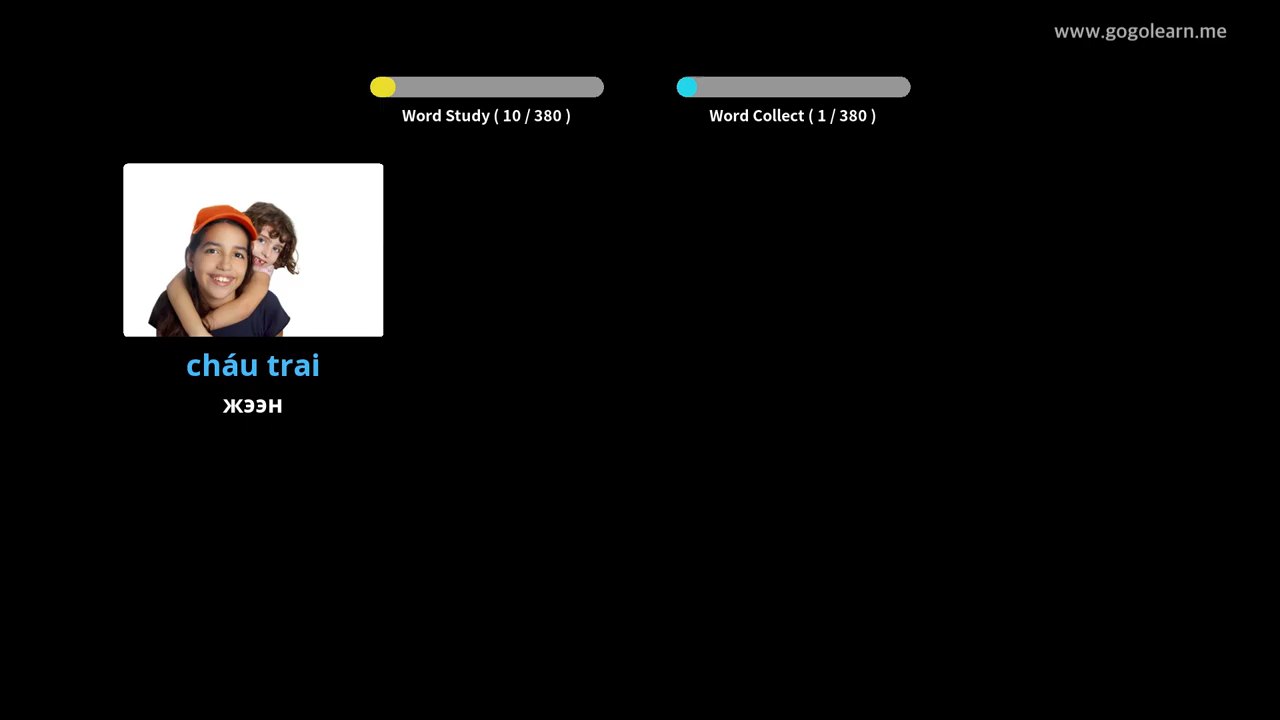 www.gogolearn.me
Word Study ( 10 / 380 )
Word Collect ( 1 / 380 )
cháu trai
жээн